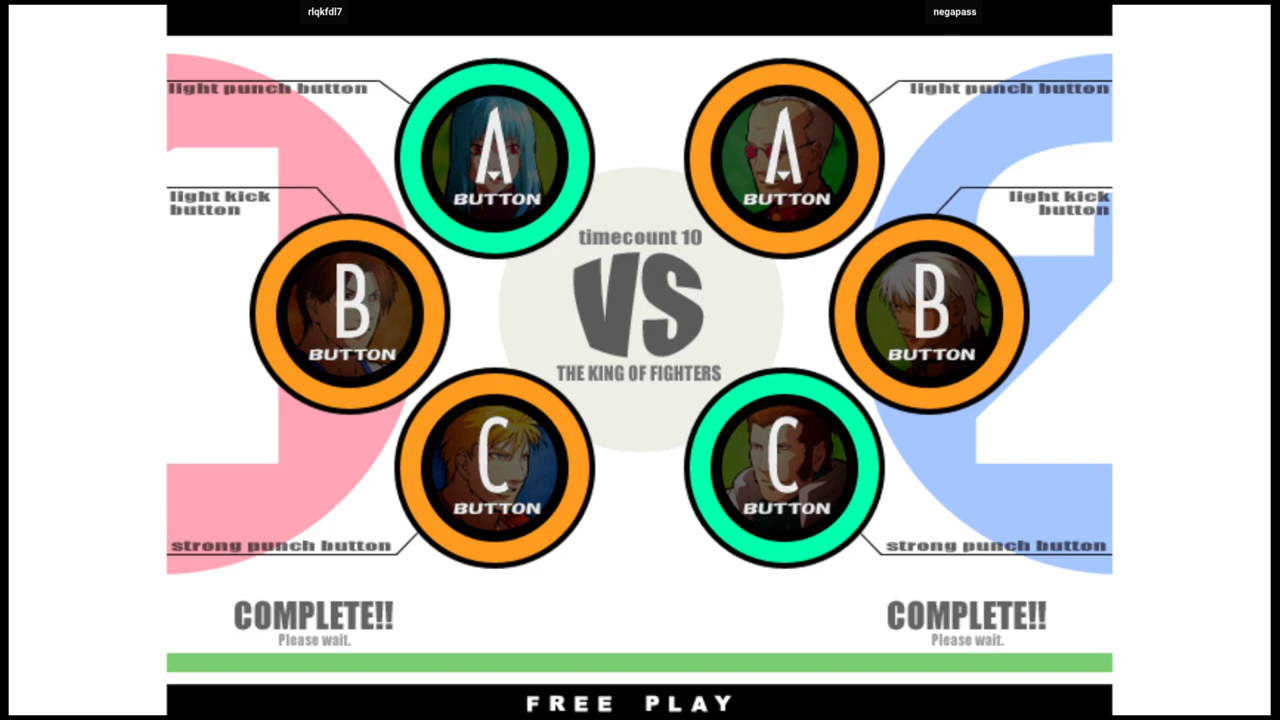 rlqkfdl7
negapass
light punch button
light punch button
A
BUTTON
A
BUTTON
light kick
button
light kick
button
timecount 10
VS
THE KING OF FIGHTERS
B
BUTTON
B
BUTTON
C
BUTTON
C
BUTTON
strong punch button
strong punch button
COMPLETE!!
Please wait.
COMPLETE!!
Please wait.
FREE PLAY